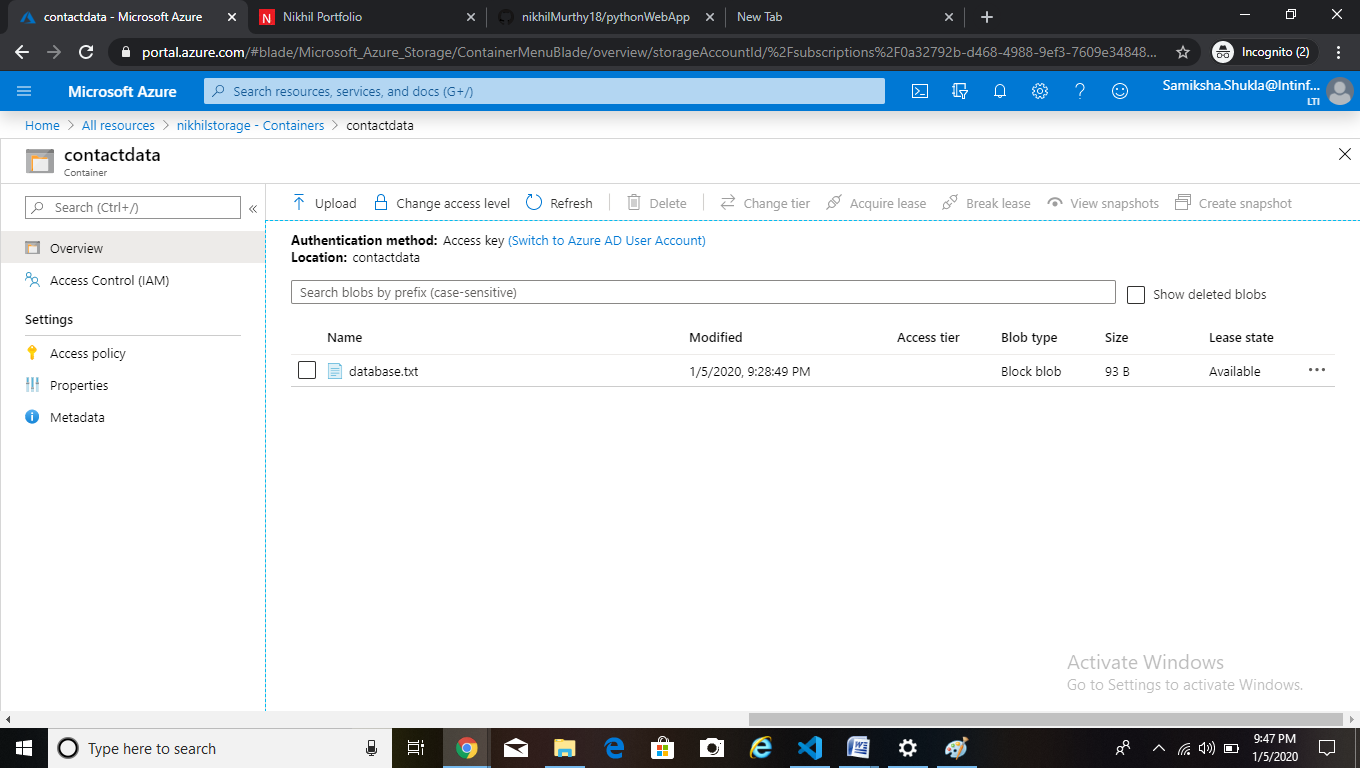 contactdata - Microsoft Azure
N Nikhil Portfolio
nikhilMurthy18/pythonWebApp
New Tab
portal.azure.com/#blade/Microsoft_Azure_Storage/ContainerMenuBlade/overview/storageAccountId/%2Fsubscriptions%2F0a32792b-d468-4988-9ef3-7609e34848...
Incognito (2)
Microsoft Azure
Search resources, services, and docs (G+/)
Samiksha.Shukla@lntinf...
LTI
Home > All resources > nikhilstorage - Containers > contactdata
contactdata
Container
Search (Ctrl+/)
«
Upload
Change access level
Refresh
Delete
Change tier
Acquire lease
Break lease
View snapshots
Create snapshot
Overview
Access Control (IAM)
Settings
Access policy
Properties
Metadata
Authentication method: Access key (Switch to Azure AD User Account)
Location: contactdata
Search blobs by prefix (case-sensitive)
Show deleted blobs
Name Modified Access tier Blob type Size Lease state
database.txt 1/5/2020, 9:28:49 PM Block blob 93 B Available ...
Activate Windows
Go to Settings to activate Windows.
Type here to search
9:47 PM
1/5/2020